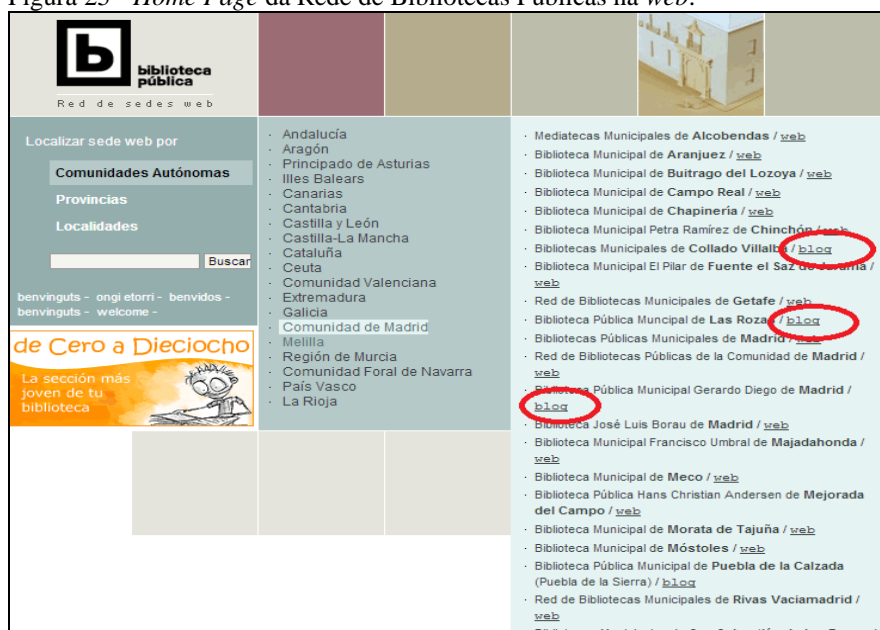 Figura 25 - Home Page da Rede de Bibliotecas Públicas na web.
b
biblioteca
pública
Red de sedes web
Localizar sede web por
Comunidades Autónomas
Provincias
Localidades
Buscar
benvinguts - ongi etorri - benvidos -
benvinguts - welcome -
de Cero a Dieciocho
La sección más
joven de tu
biblioteca
· Andalucía
· Aragón
· Principado de Asturias
· Illes Balears
· Canarias
· Cantabria
· Castilla y León
· Castilla-La Mancha
· Cataluña
· Ceuta
· Comunidad Valenciana
· Extremadura
· Galicia
· Comunidad de Madrid
· Melilla
· Región de Murcia
· Comunidad Foral de Navarra
· País Vasco
· La Rioja
· Mediatecas Municipales de Alcobendas / web
· Biblioteca Municipal de Aranjuez / web
· Biblioteca Municipal de Buitrago del Lozoya / web
· Biblioteca Municipal de Campo Real / web
· Biblioteca Municipal de Chapinería / web
· Biblioteca Municipal Petra Ramírez de Chinchón / web
· Bibliotecas Municipales de Collado Villalba / blog
· Biblioteca Municipal El Pilar de Fuente el Saz de Jarama /
web
· Red de Bibliotecas Municipales de Getafe / web
· Biblioteca Pública Muncipal de Las Rozas / blog
· Bibliotecas Públicas Municipales de Madrid / web
· Red de Bibliotecas Públicas de la Comunidad de Madrid /
web
· Biblioteca Pública Municipal Gerardo Diego de Madrid /
blog
· Biblioteca José Luis Borau de Madrid / web
· Biblioteca Municipal Francisco Umbral de Majadahonda /
web
· Biblioteca Municipal de Meco / web
· Biblioteca Pública Hans Christian Andersen de Mejorada
del Campo / web
· Biblioteca Municipal de Morata de Tajuña / web
· Biblioteca Municipal de Móstoles / web
· Biblioteca Pública Municipal de Puebla de la Calzada
(Puebla de la Sierra) / blog
· Red de Bibliotecas Municipales de Rivas Vaciamadrid /
web